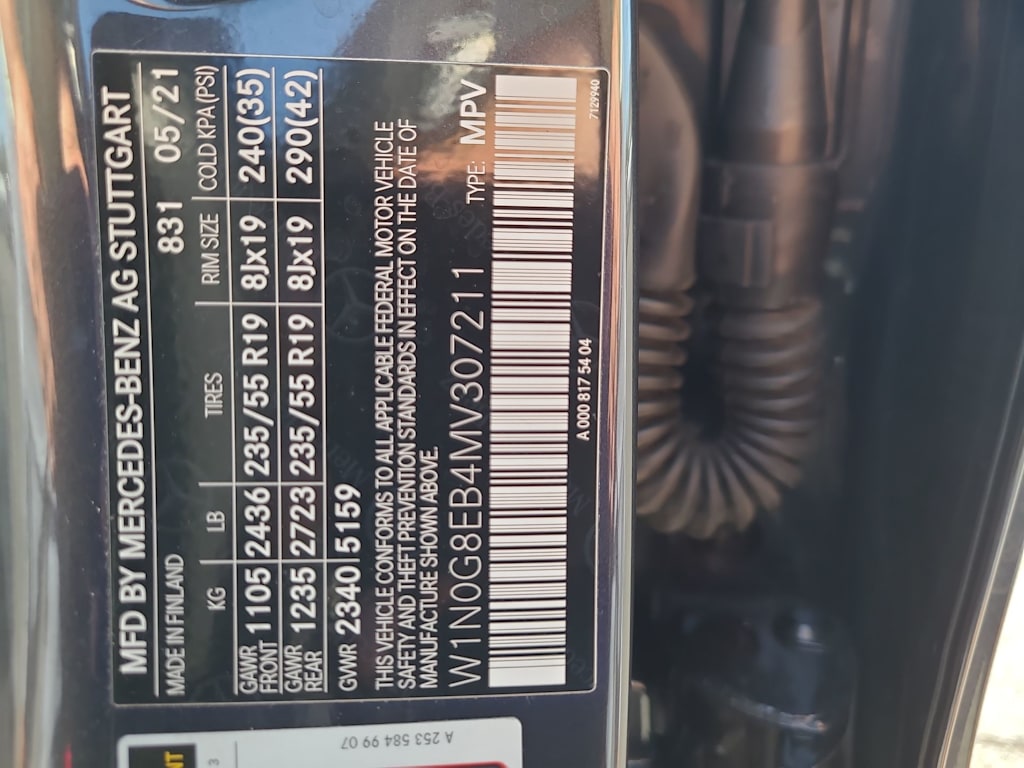 MFD BY MERCEDES-BENZ AG STUTTGART
MADE IN FINLAND 831 05/21
KG LB TIRES RIM SIZE COLD KPA(PSI)
GAWR FRONT 1105 2436 235/55 R19 8Jx19 240(35)
GAWR REAR 1235 2723 235/55 R19 8Jx19 290(42)
GWR 2340 5159
THIS VEHICLE CONFORMS TO ALL APPLICABLE FEDERAL MOTOR VEHICLE
SAFETY AND THEFT PREVENTION STANDARDS IN EFFECT ON THE DATE OF
MANUFACTURE SHOWN ABOVE.
W1N0G8EB4MV307211 TYPE: MPV
A 000 817 54 04 7129940
A 253 584 99 07
NT
3